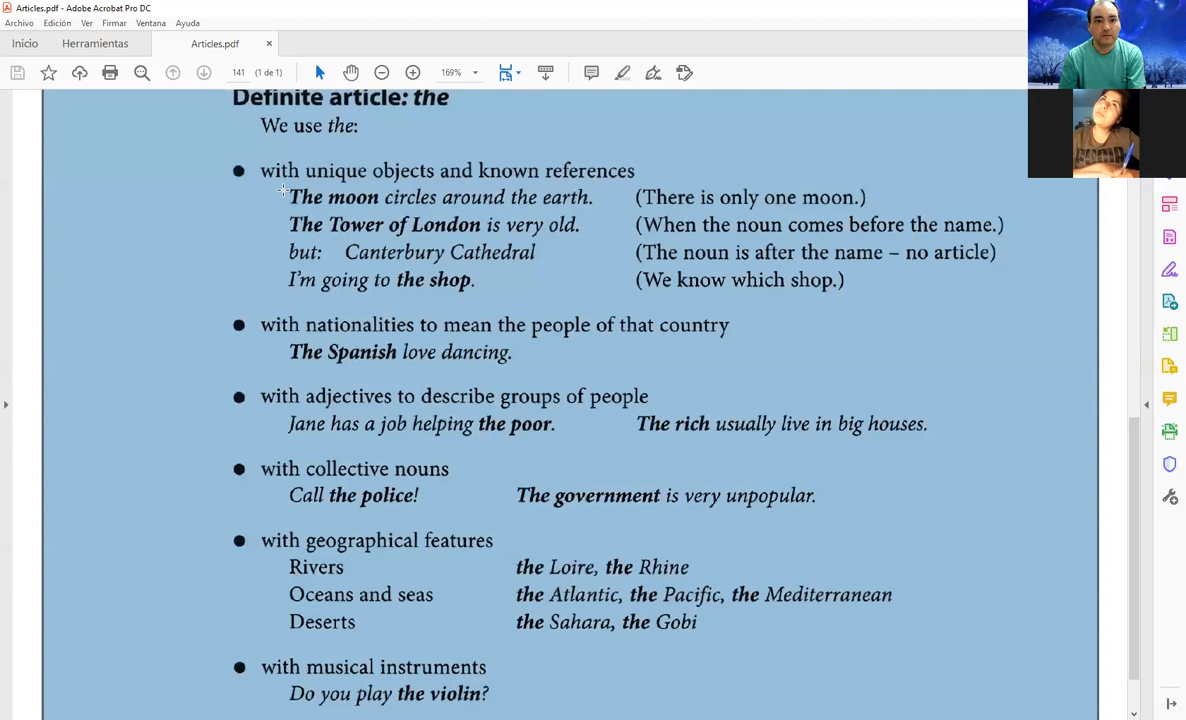 Articles.pdf - Adobe Acrobat Pro DC
Archivo Edición Ver Firmar Ventana Ayuda
Inicio Herramientas Articles.pdf ×
141 (1 de 1) 169%
Definite article: the
We use the:
● with unique objects and known references
The moon circles around the earth. (There is only one moon.)
The Tower of London is very old. (When the noun comes before the name.)
but: Canterbury Cathedral (The noun is after the name – no article)
I'm going to the shop. (We know which shop.)
● with nationalities to mean the people of that country
The Spanish love dancing.
● with adjectives to describe groups of people
Jane has a job helping the poor. The rich usually live in big houses.
● with collective nouns
Call the police! The government is very unpopular.
● with geographical features
Rivers the Loire, the Rhine
Oceans and seas the Atlantic, the Pacific, the Mediterranean
Deserts the Sahara, the Gobi
● with musical instruments
Do you play the violin?